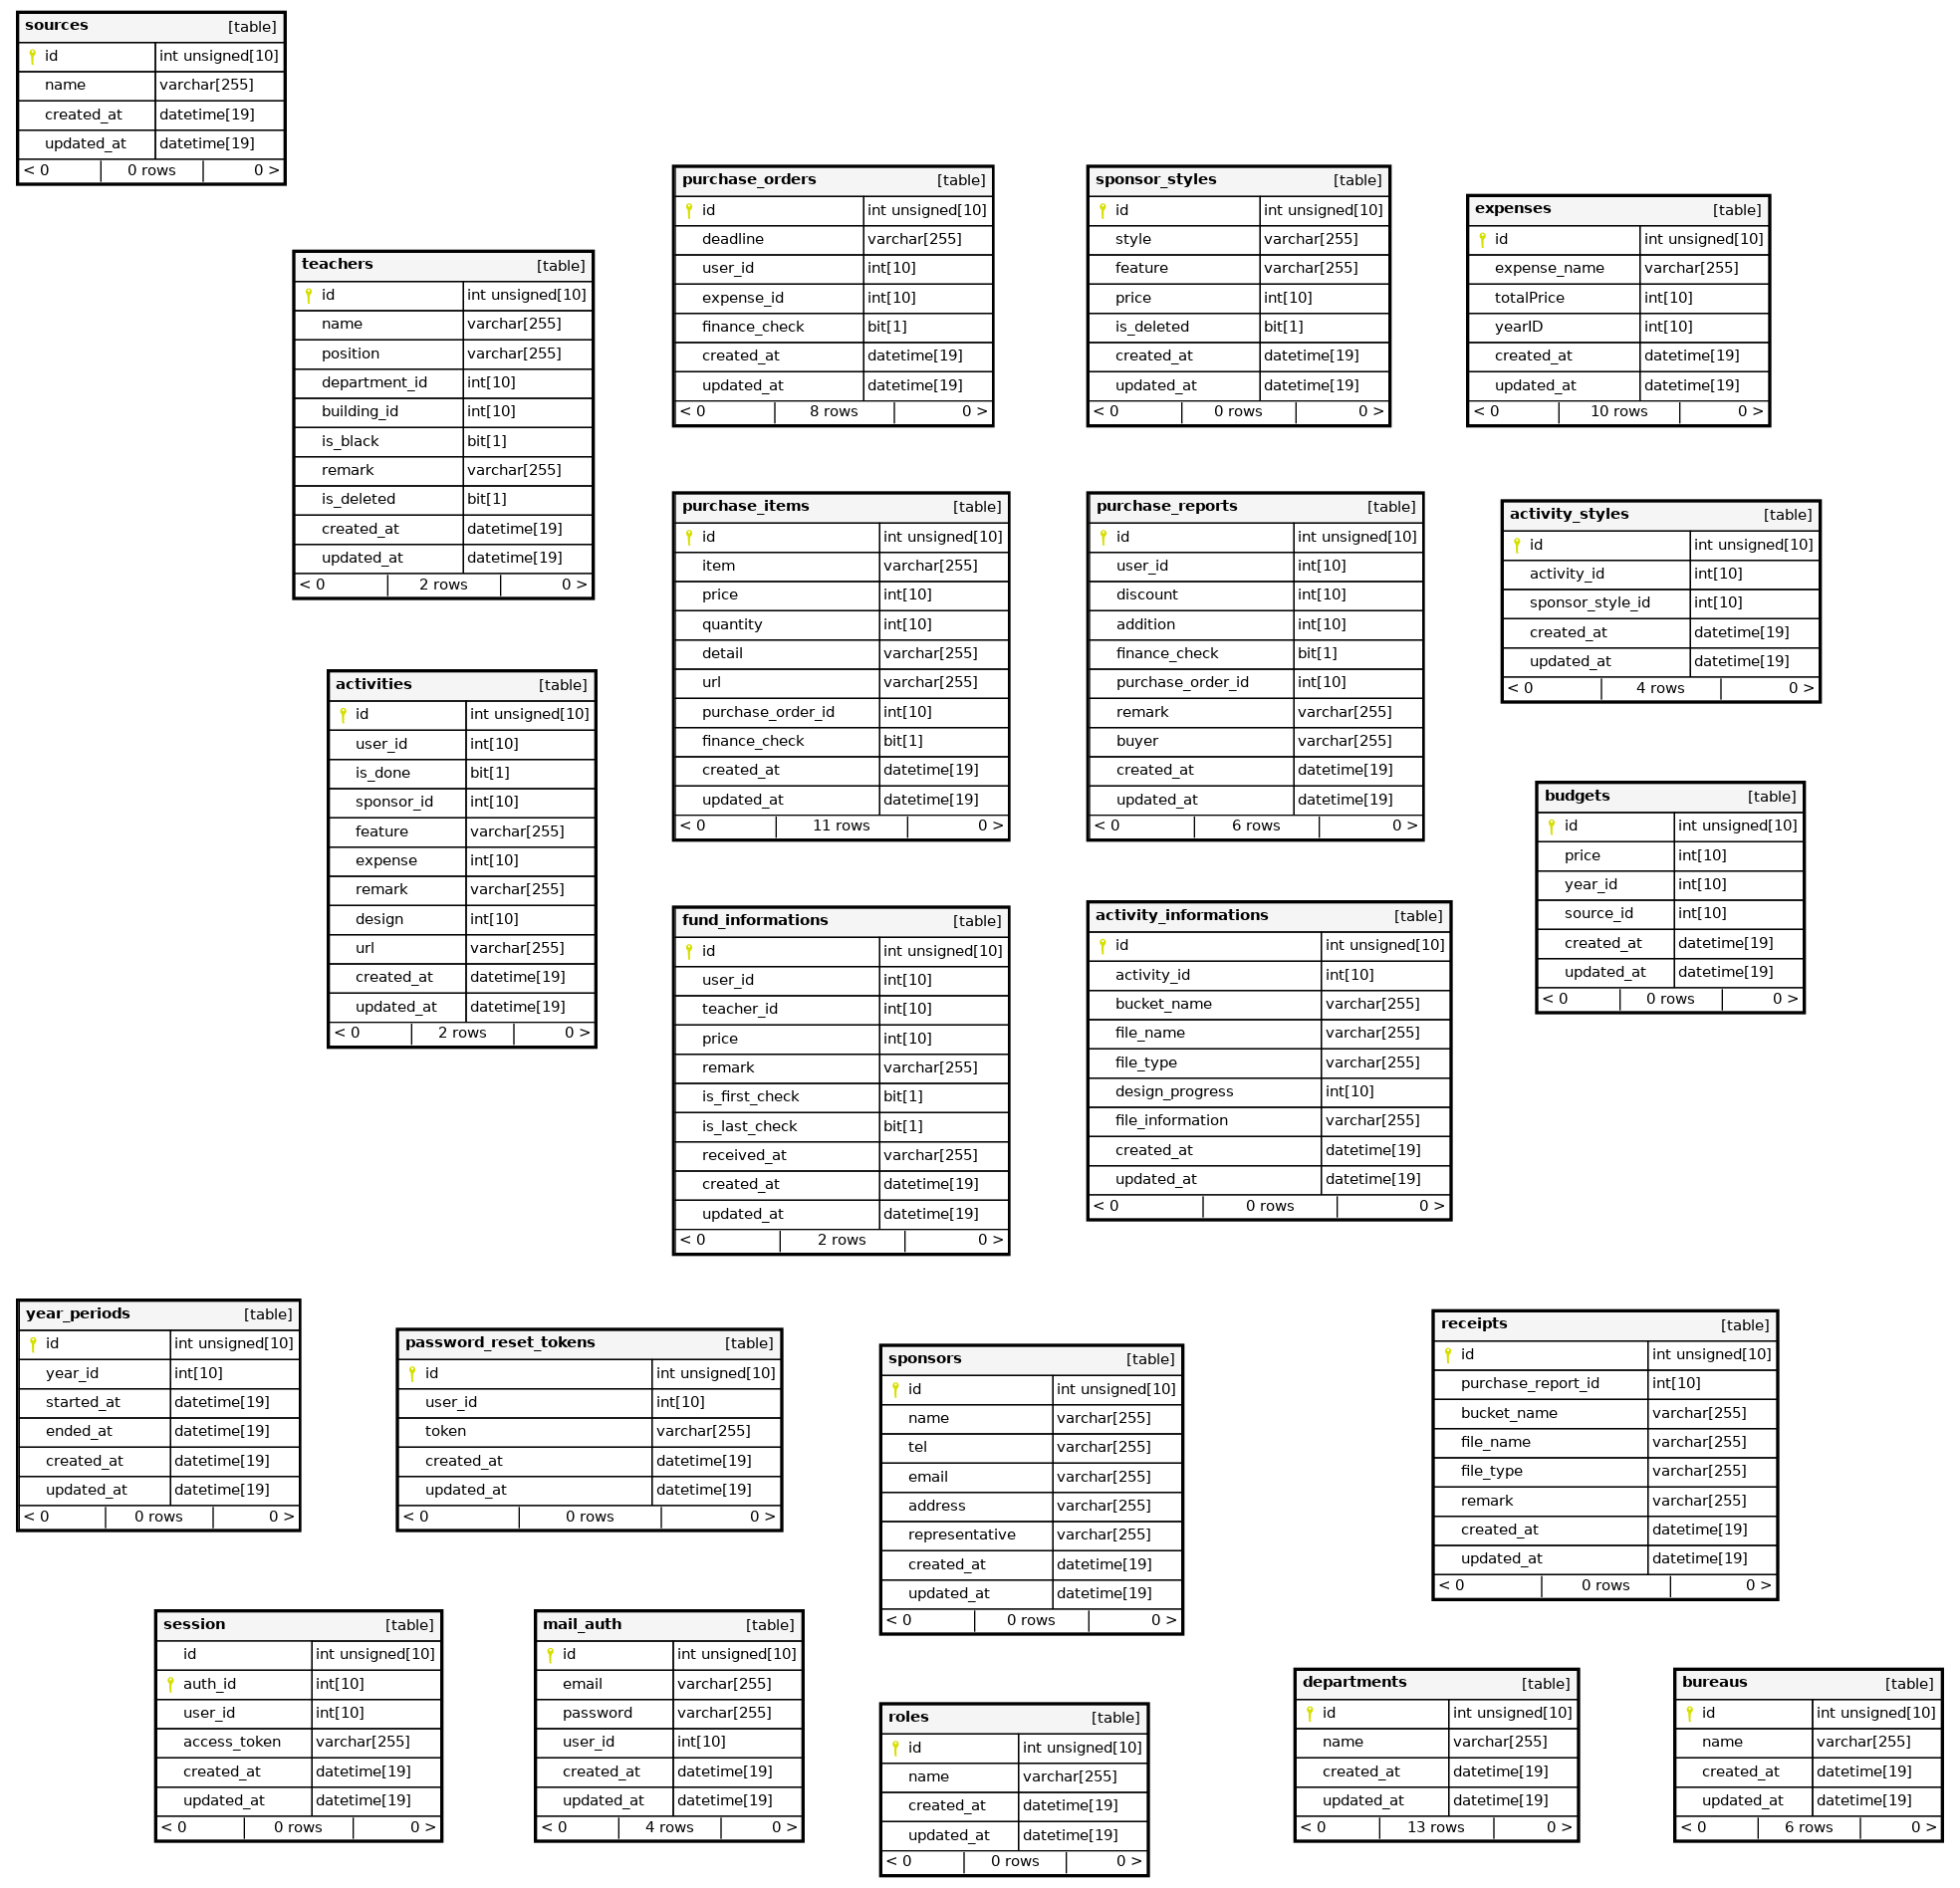 sources [table]
id int unsigned[10]
name varchar[255]
created_at datetime[19]
updated_at datetime[19]
< 0 0 rows 0 >
purchase_orders [table]
id int unsigned[10]
deadline varchar[255]
user_id int[10]
expense_id int[10]
finance_check bit[1]
created_at datetime[19]
updated_at datetime[19]
< 0 8 rows 0 >
sponsor_styles [table]
id int unsigned[10]
style varchar[255]
feature varchar[255]
price int[10]
is_deleted bit[1]
created_at datetime[19]
updated_at datetime[19]
< 0 0 rows 0 >
expenses [table]
id int unsigned[10]
expense_name varchar[255]
totalPrice int[10]
yearID int[10]
created_at datetime[19]
updated_at datetime[19]
< 0 10 rows 0 >
teachers [table]
id int unsigned[10]
name varchar[255]
position varchar[255]
department_id int[10]
building_id int[10]
is_black bit[1]
remark varchar[255]
is_deleted bit[1]
created_at datetime[19]
updated_at datetime[19]
< 0 2 rows 0 >
purchase_items [table]
id int unsigned[10]
item varchar[255]
price int[10]
quantity int[10]
detail varchar[255]
url varchar[255]
purchase_order_id int[10]
finance_check bit[1]
created_at datetime[19]
updated_at datetime[19]
< 0 11 rows 0 >
purchase_reports [table]
id int unsigned[10]
user_id int[10]
discount int[10]
addition int[10]
finance_check bit[1]
purchase_order_id int[10]
remark varchar[255]
buyer varchar[255]
created_at datetime[19]
updated_at datetime[19]
< 0 6 rows 0 >
activity_styles [table]
id int unsigned[10]
activity_id int[10]
sponsor_style_id int[10]
created_at datetime[19]
updated_at datetime[19]
< 0 4 rows 0 >
activities [table]
id int unsigned[10]
user_id int[10]
is_done bit[1]
sponsor_id int[10]
feature varchar[255]
expense int[10]
remark varchar[255]
design int[10]
url varchar[255]
created_at datetime[19]
updated_at datetime[19]
< 0 2 rows 0 >
budgets [table]
id int unsigned[10]
price int[10]
year_id int[10]
source_id int[10]
created_at datetime[19]
updated_at datetime[19]
< 0 0 rows 0 >
fund_informations [table]
id int unsigned[10]
user_id int[10]
teacher_id int[10]
price int[10]
remark varchar[255]
is_first_check bit[1]
is_last_check bit[1]
received_at varchar[255]
created_at datetime[19]
updated_at datetime[19]
< 0 2 rows 0 >
activity_informations [table]
id int unsigned[10]
activity_id int[10]
bucket_name varchar[255]
file_name varchar[255]
file_type varchar[255]
design_progress int[10]
file_information varchar[255]
created_at datetime[19]
updated_at datetime[19]
< 0 0 rows 0 >
year_periods [table]
id int unsigned[10]
year_id int[10]
started_at datetime[19]
ended_at datetime[19]
created_at datetime[19]
updated_at datetime[19]
< 0 0 rows 0 >
password_reset_tokens [table]
id int unsigned[10]
user_id int[10]
token varchar[255]
created_at datetime[19]
updated_at datetime[19]
< 0 0 rows 0 >
sponsors [table]
id int unsigned[10]
name varchar[255]
tel varchar[255]
email varchar[255]
address varchar[255]
representative varchar[255]
created_at datetime[19]
updated_at datetime[19]
< 0 0 rows 0 >
receipts [table]
id int unsigned[10]
purchase_report_id int[10]
bucket_name varchar[255]
file_name varchar[255]
file_type varchar[255]
remark varchar[255]
created_at datetime[19]
updated_at datetime[19]
< 0 0 rows 0 >
session [table]
id int unsigned[10]
auth_id int[10]
user_id int[10]
access_token varchar[255]
created_at datetime[19]
updated_at datetime[19]
< 0 0 rows 0 >
mail_auth [table]
id int unsigned[10]
email varchar[255]
password varchar[255]
user_id int[10]
created_at datetime[19]
updated_at datetime[19]
< 0 4 rows 0 >
roles [table]
id int unsigned[10]
name varchar[255]
created_at datetime[19]
updated_at datetime[19]
< 0 0 rows 0 >
departments [table]
id int unsigned[10]
name varchar[255]
created_at datetime[19]
updated_at datetime[19]
< 0 13 rows 0 >
bureaus [table]
id int unsigned[10]
name varchar[255]
created_at datetime[19]
updated_at datetime[19]
< 0 6 rows 0 >